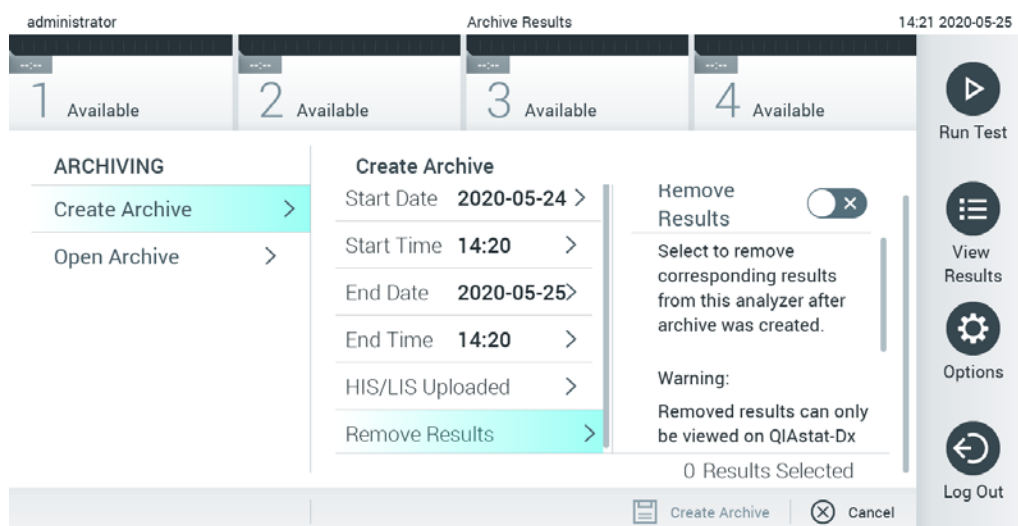 administrator
Archive Results
14:21 2020-05-25
--:--
--:--
--:--
--:--
1 Available
2 Available
3 Available
4 Available
Run Test
ARCHIVING
Create Archive
Open Archive
Create Archive
Start Date 2020-05-24
Start Time 14:20
End Date 2020-05-25
End Time 14:20
HIS/LIS Uploaded
Remove Results
Remove
Results
Select to remove
corresponding results
from this analyzer after
archive was created.
Warning:
Removed results can only
be viewed on QIAstat-Dx
0 Results Selected
View
Results
Options
Log Out
Create Archive
Cancel